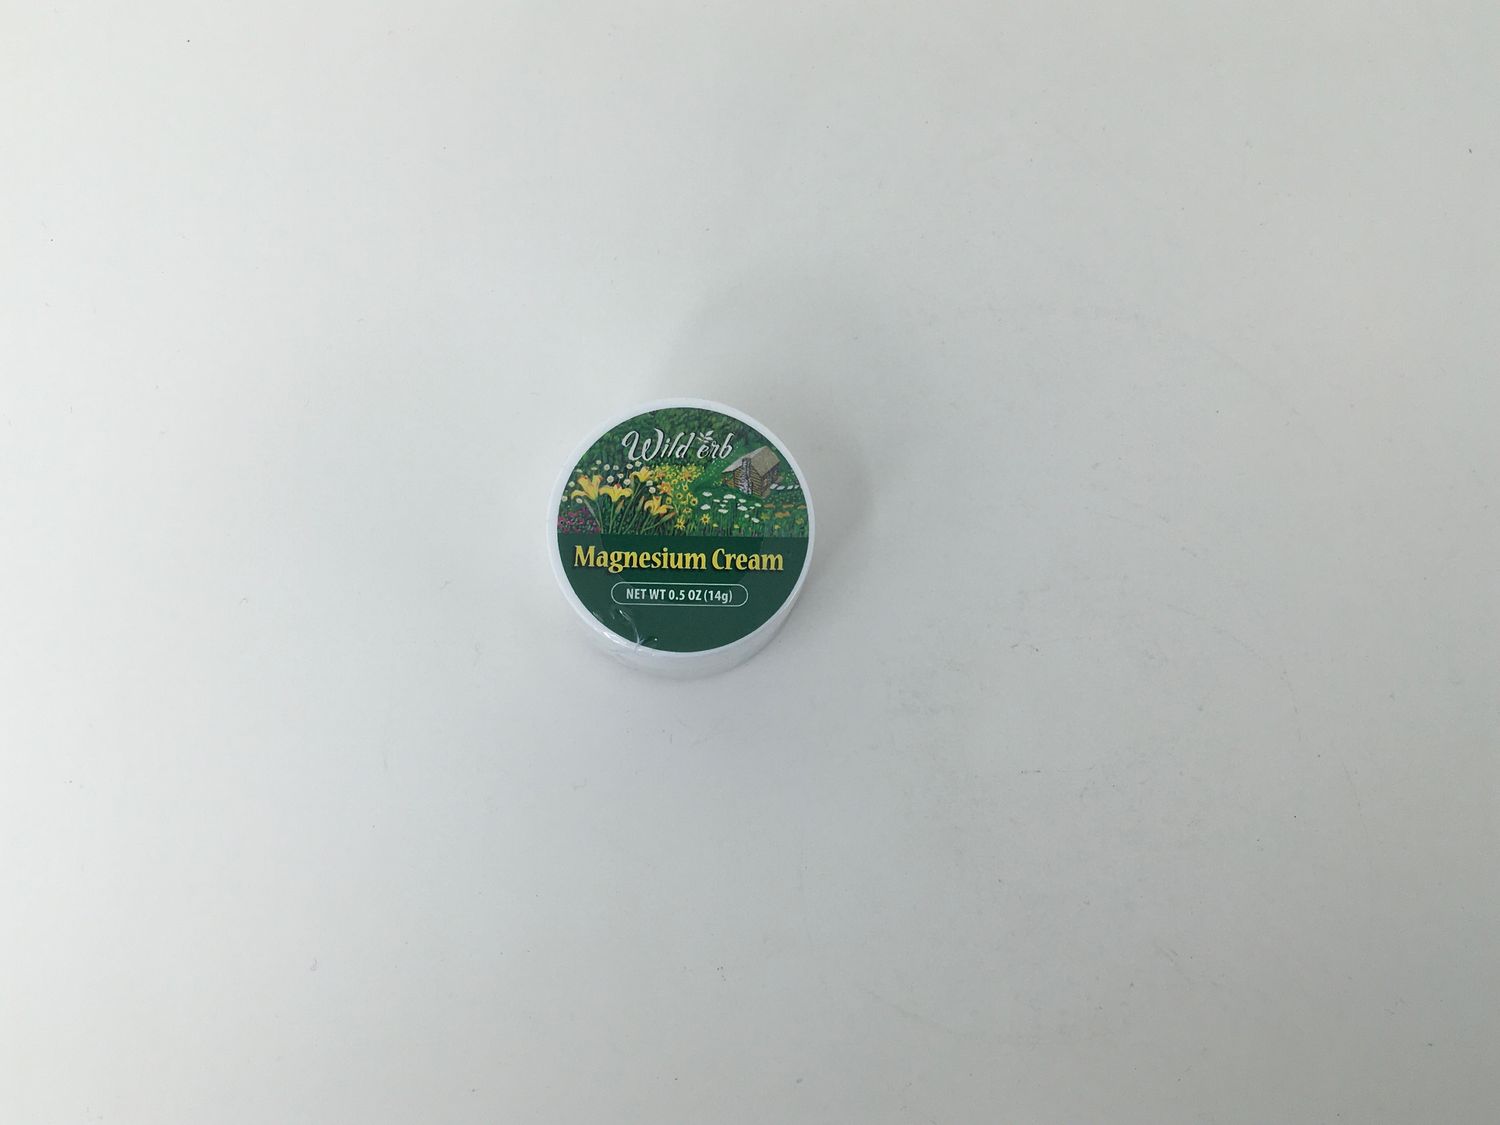 Wild erb
Magnesium Cream
NET WT 0.5 OZ (14g)